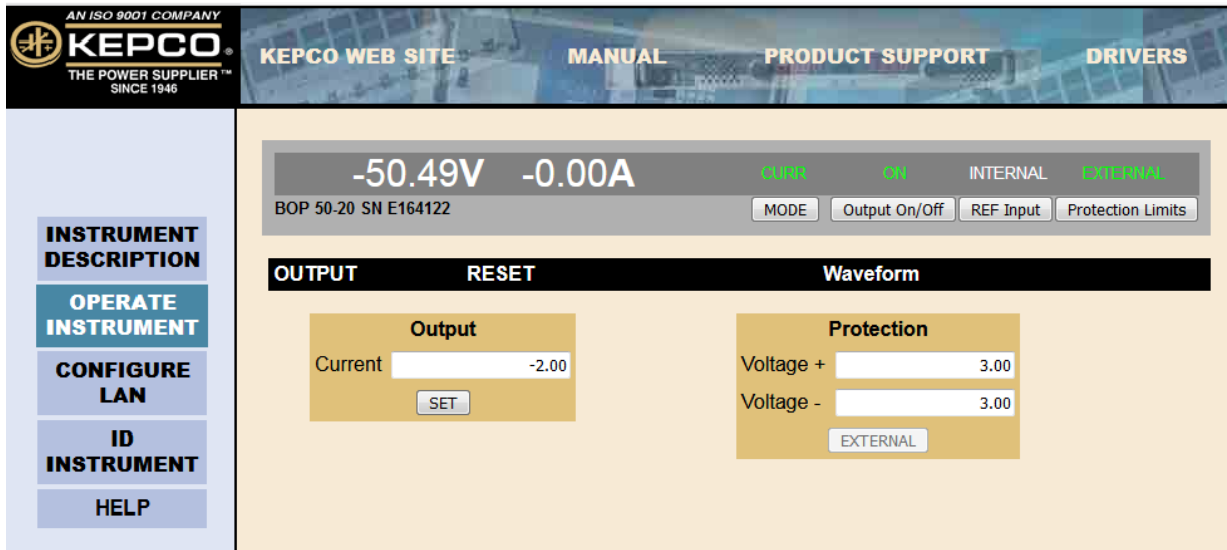 AN ISO 9001 COMPANY
KEPCO®
THE POWER SUPPLIER™
SINCE 1946
KEPCO WEB SITE MANUAL PRODUCT SUPPORT DRIVERS
-50.49V -0.00A CURR ON INTERNAL EXTERNAL
BOP 50-20 SN E164122 MODE Output On/Off REF Input Protection Limits
INSTRUMENT
DESCRIPTION
OPERATE
INSTRUMENT
CONFIGURE
LAN
ID
INSTRUMENT
HELP
OUTPUT RESET Waveform
Output
Current -2.00
SET
Protection
Voltage + 3.00
Voltage - 3.00
EXTERNAL